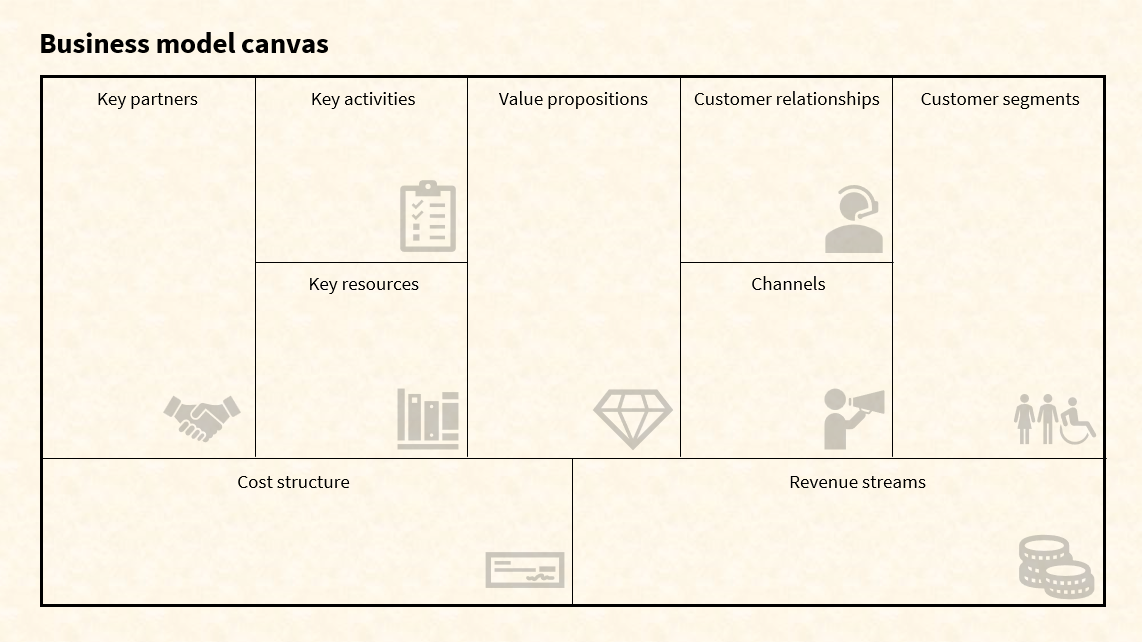 Business model canvas
Key partners
Key activities
Value propositions
Customer relationships
Customer segments
Key resources
Channels
Cost structure
Revenue streams